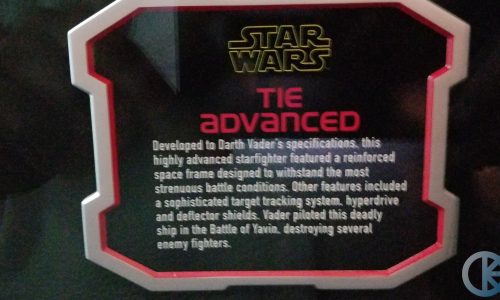 STAR
WARS
TIE
ADVANCED
Developed to Darth Vader's specifications, this
highly advanced starfighter featured a reinforced
space frame designed to withstand the most
strenuous battle conditions. Other features included
a sophisticated target tracking system, hyperdrive
and deflector shields. Vader piloted this deadly
ship in the Battle of Yavin, destroying several
enemy fighters.